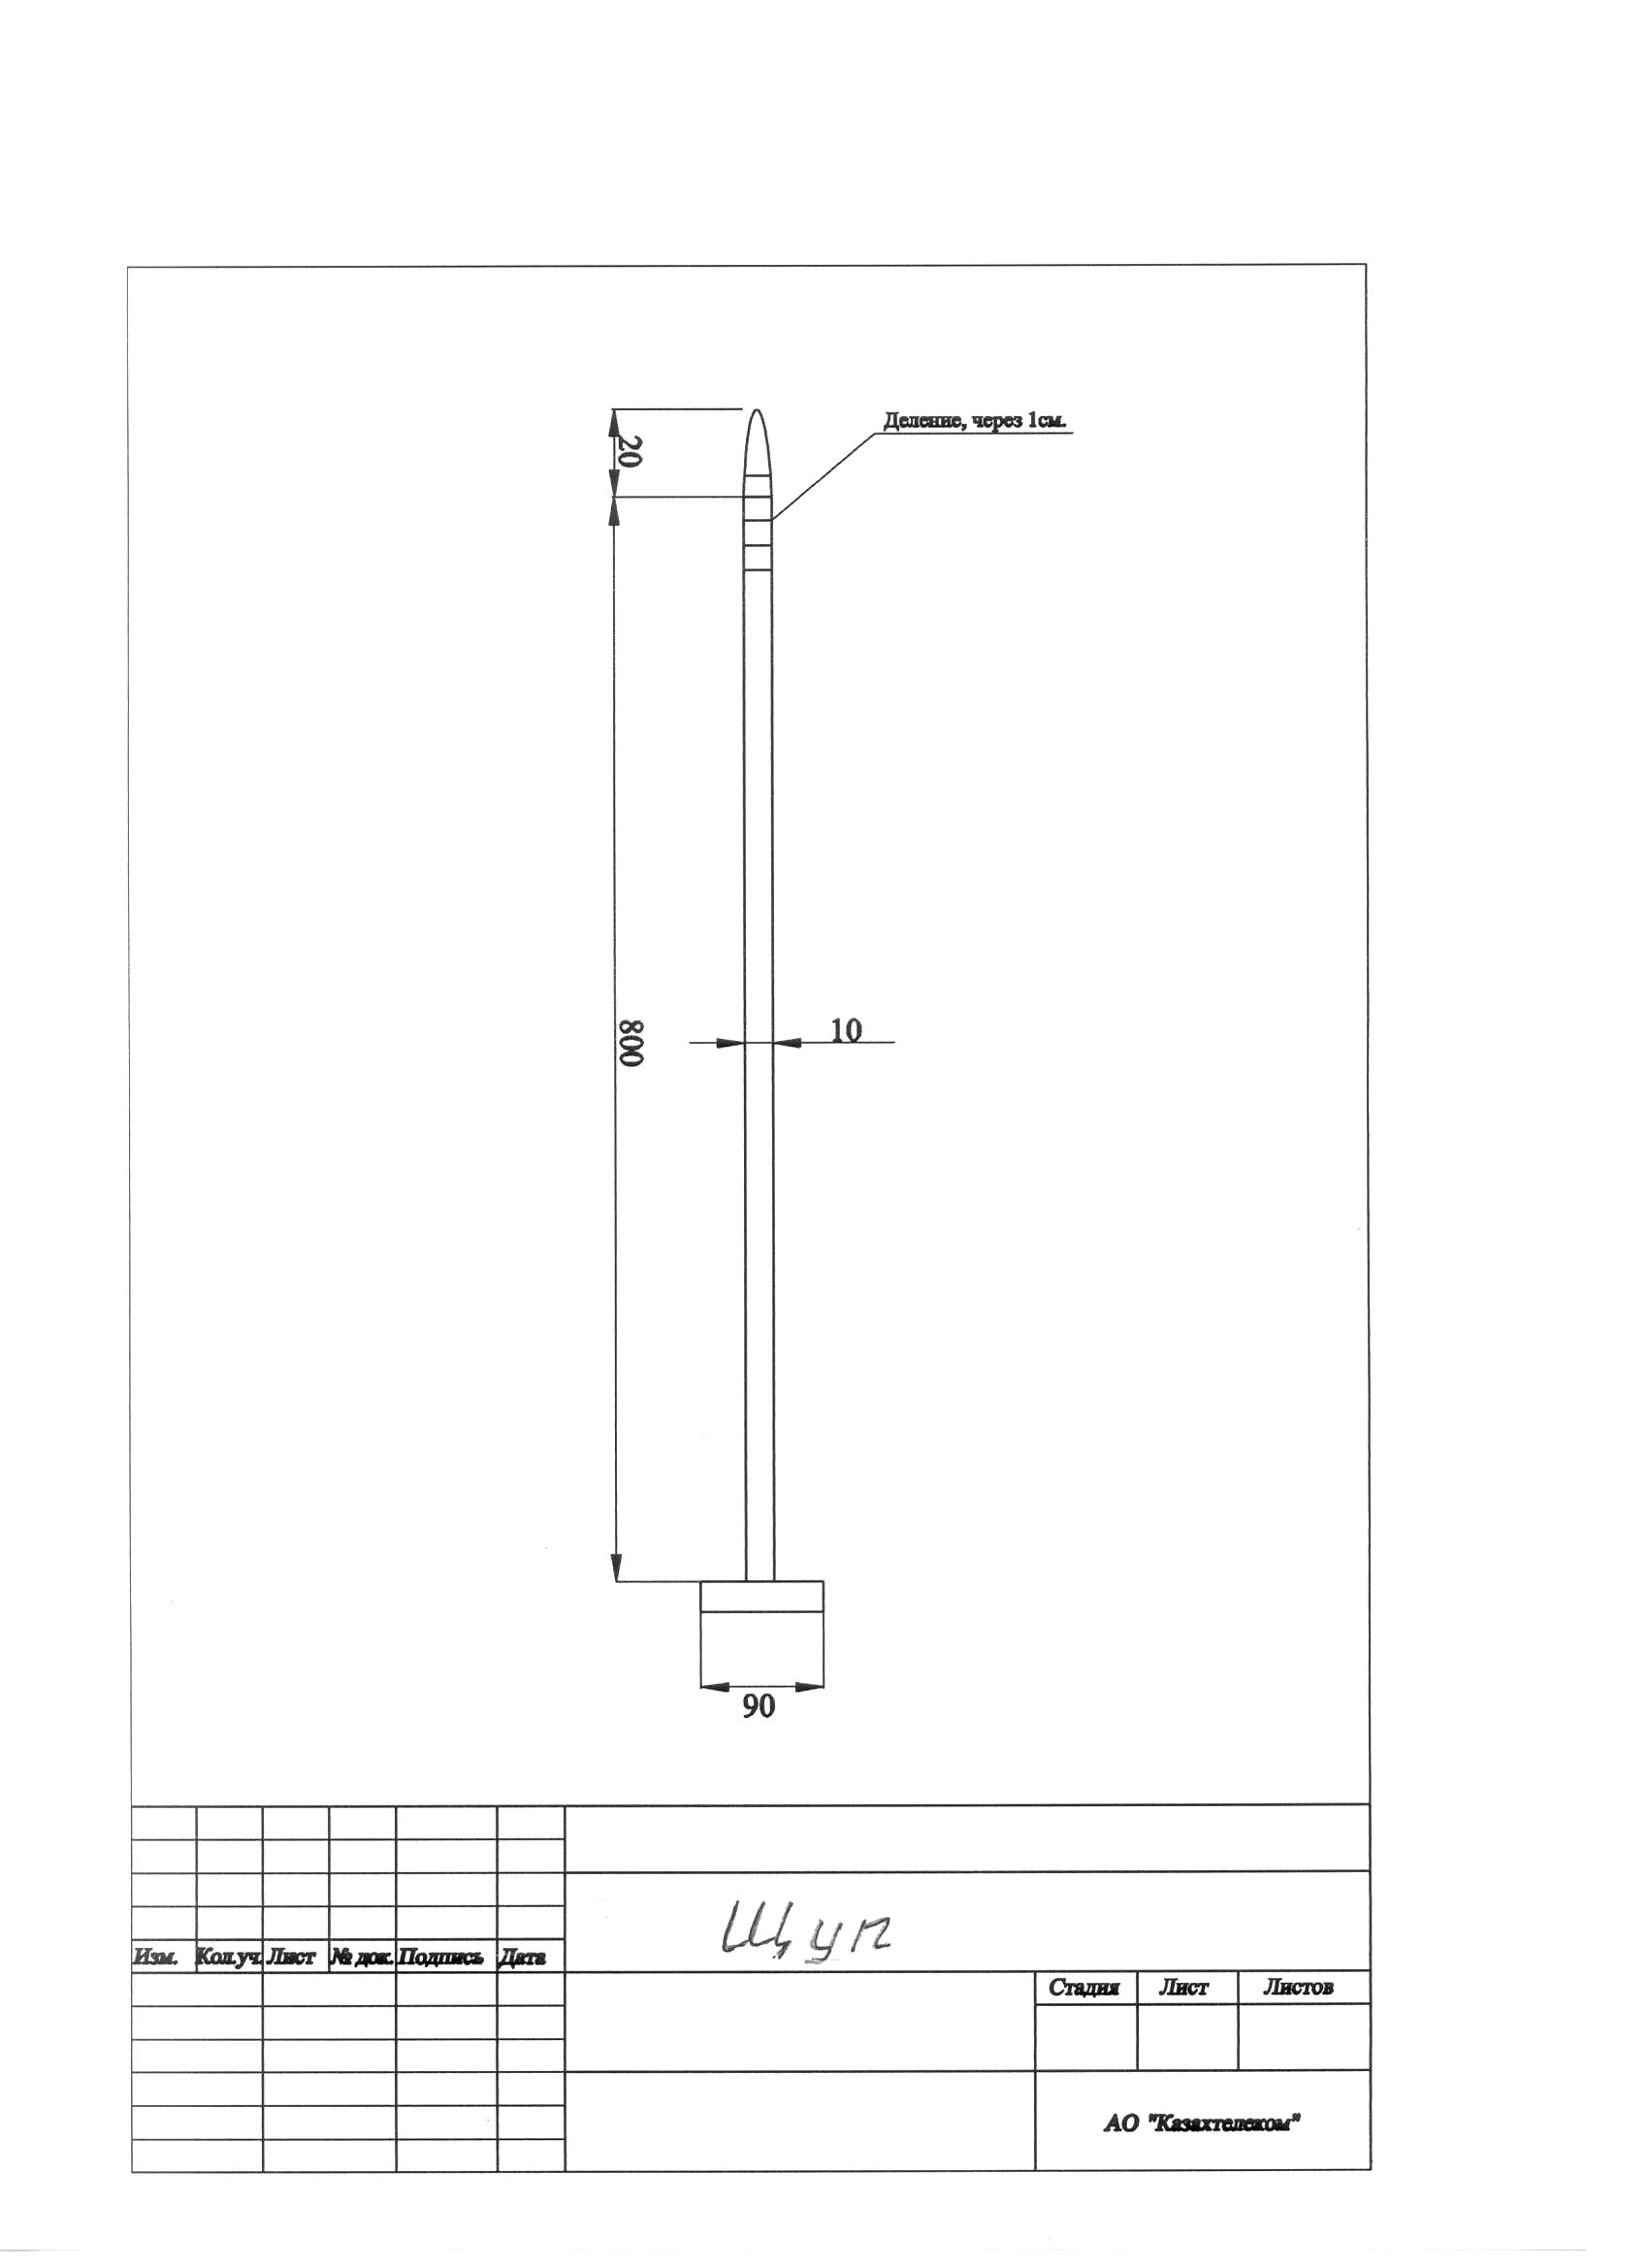 Деление, через 1см.
20
800
10
90
Щуп
Изм. Кол.уч. Лист № док. Подпись Дата
Стадия Лист Листов
АО "Казахтелеком"